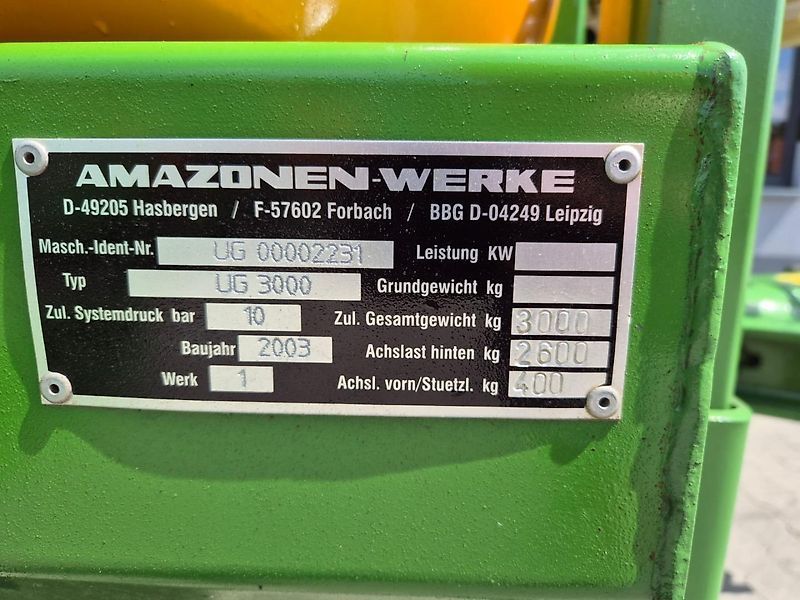 AMAZONEN-WERKE
D-49205 Hasbergen / F-57602 Forbach / BBG D-04249 Leipzig
Masch.-Ident-Nr. UG 00002231 Leistung KW
Typ UG 3000 Grundgewicht kg
Zul. Systemdruck bar 10 Zul. Gesamtgewicht kg 3000
Baujahr 2003 Achslast hinten kg 2600
Werk 1 Achsl. vorn/Stuetzl. kg 400